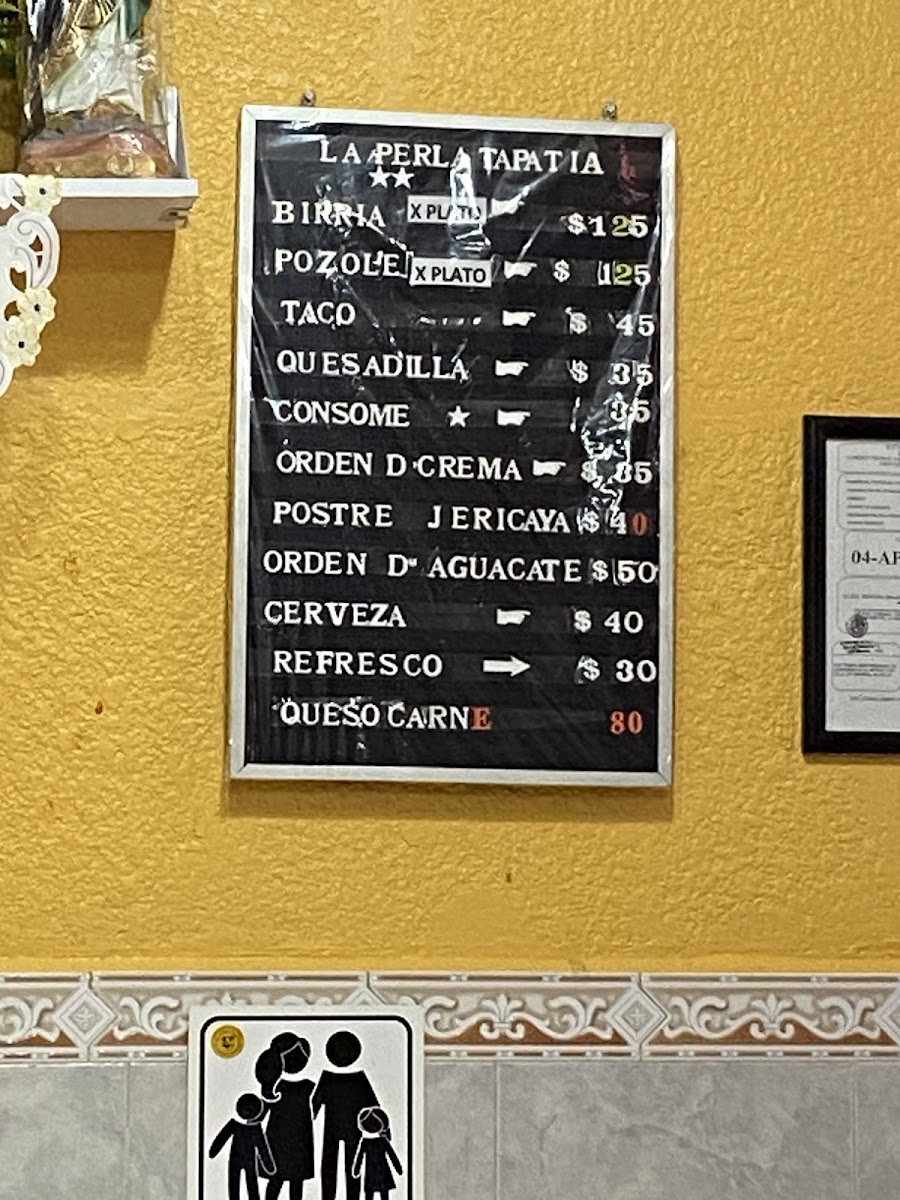 LA PERLA TAPATIA
BIRRIA X PLATO $125
POZOLE X PLATO $ 125
TACO $ 45
QUESADILLA $ 35
CONSOME 35
ORDEN D CREMA $ 35
POSTRE JERICAYA $ 40
ORDEN D" AGUACATE $50
CERVEZA $ 40
REFRESCO $ 30
QUESO CARNE 80